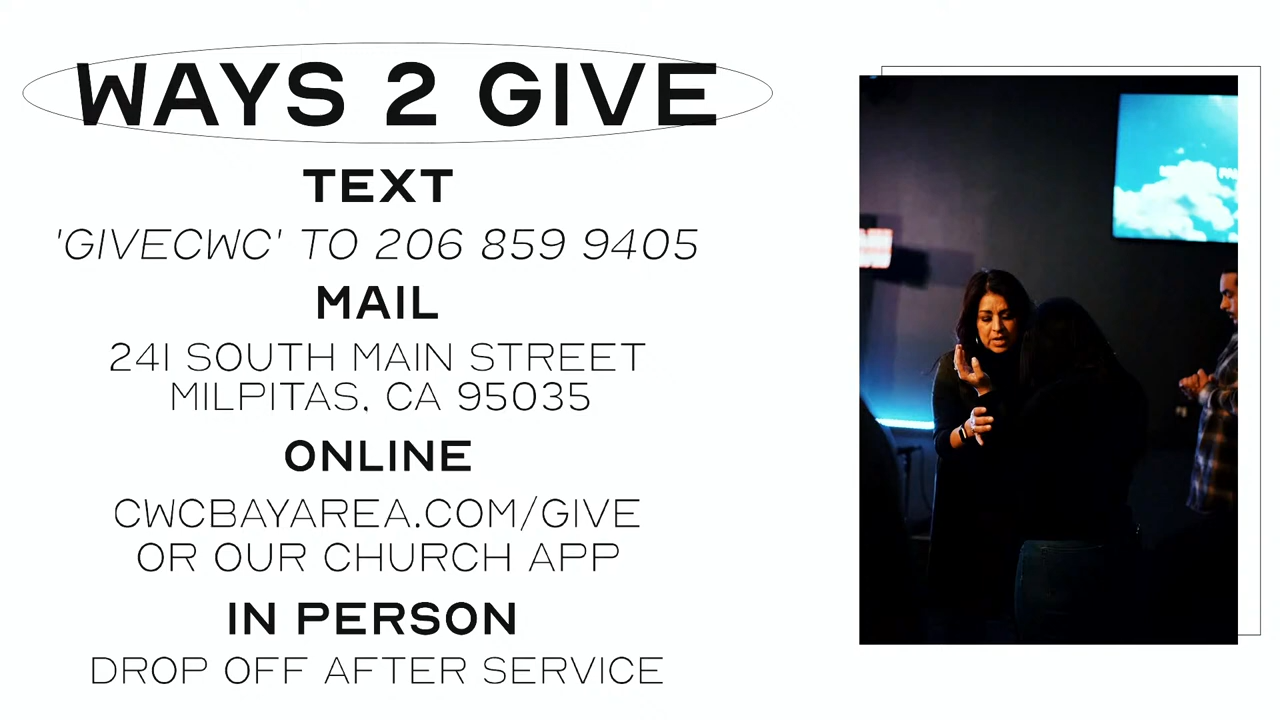 WAYS 2 GIVE
TEXT
'GIVECWC' TO 206 859 9405
MAIL
241 SOUTH MAIN STREET
MILPITAS, CA 95035
ONLINE
CWCBAYAREA.COM/GIVE
OR OUR CHURCH APP
IN PERSON
DROP OFF AFTER SERVICE